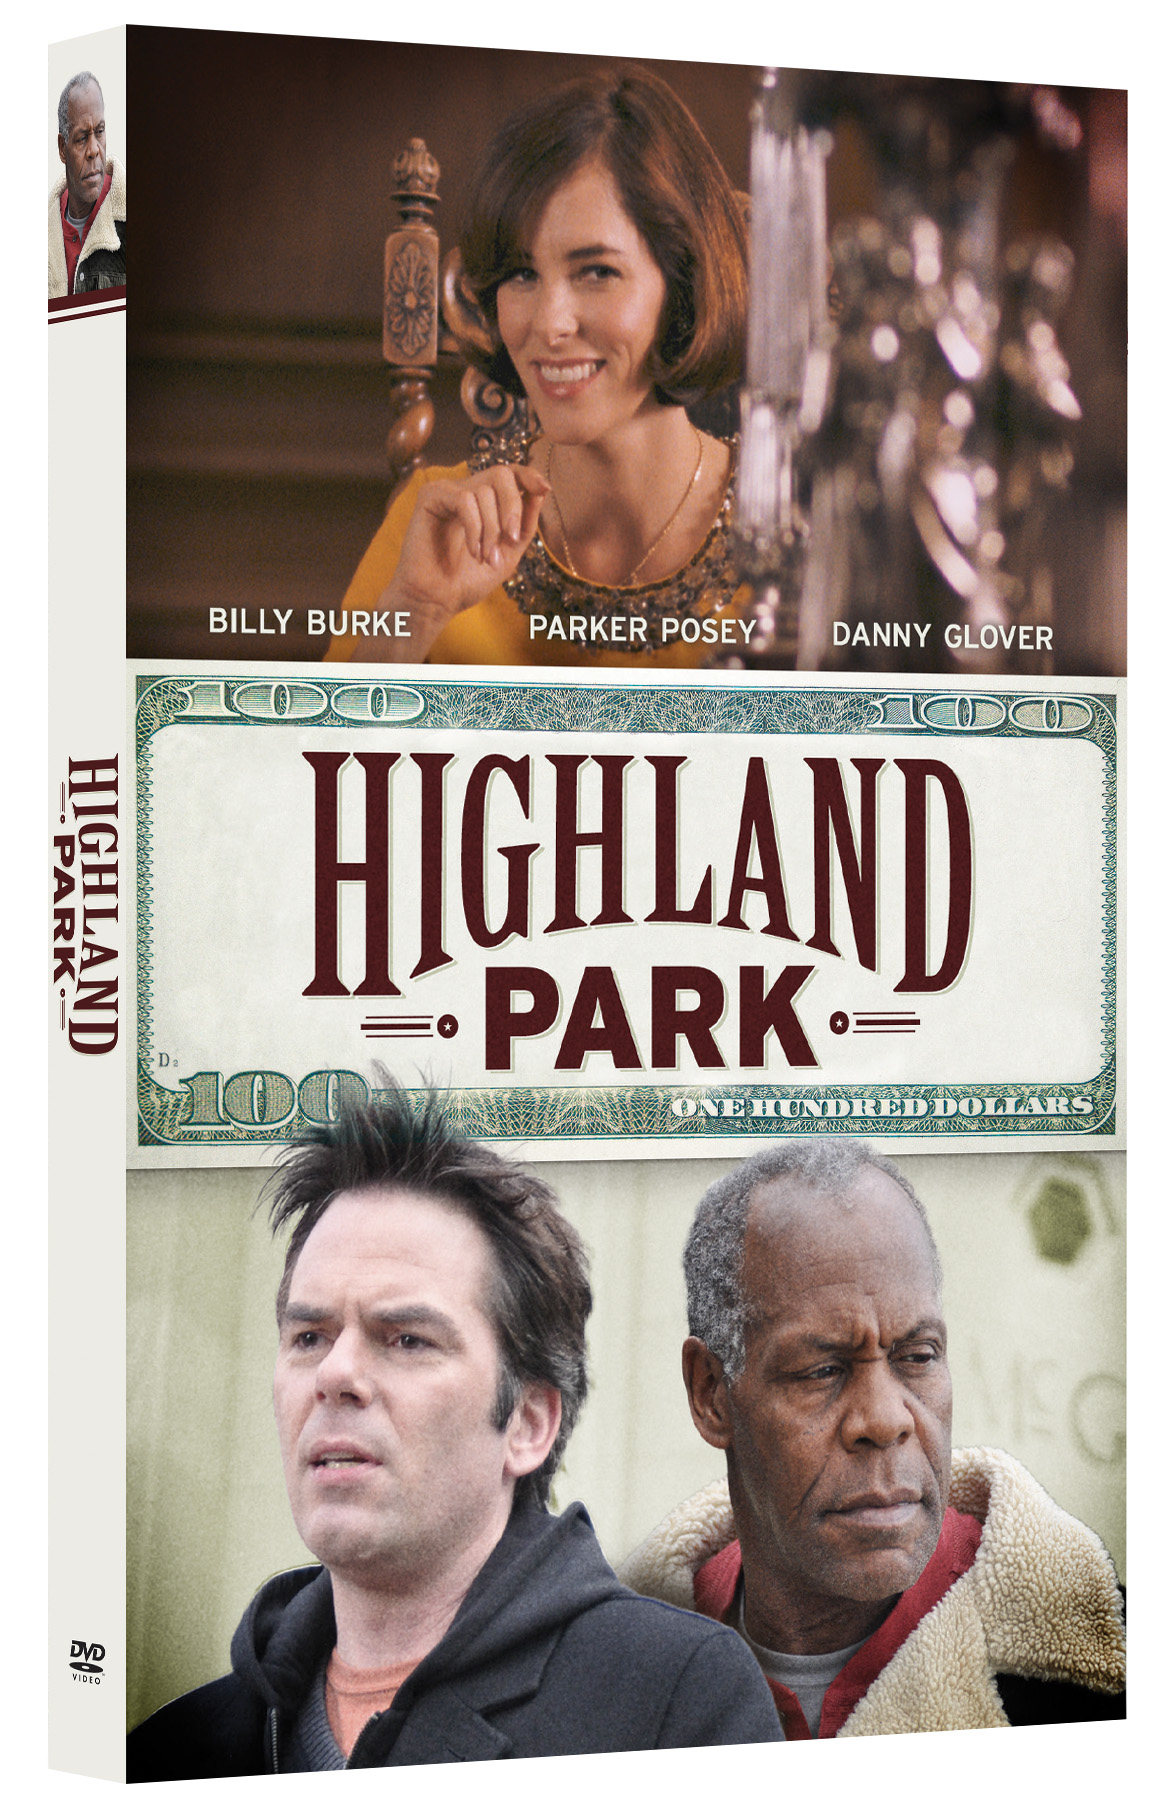 BILLY BURKE
PARKER POSEY
DANNY GLOVER
100
100
HIGHLAND
PARK
D2
100
ONE HUNDRED DOLLARS
HIGHLAND
PARK
DVD
VIDEO